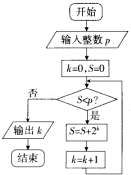 开始
输入整数p
k=0,S=0
否
S<p?
是
输出k
S=S+2^k
结束
k=k+1